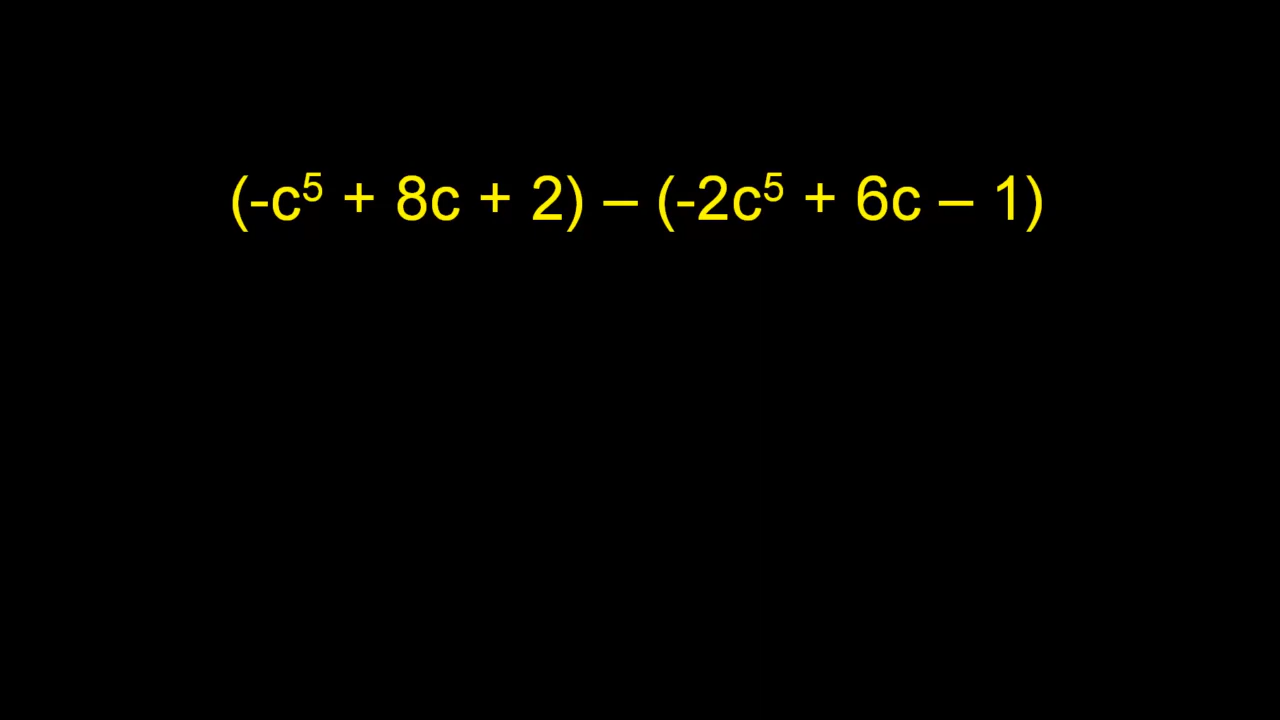 (-c⁵ + 8c + 2) – (-2c⁵ + 6c – 1)